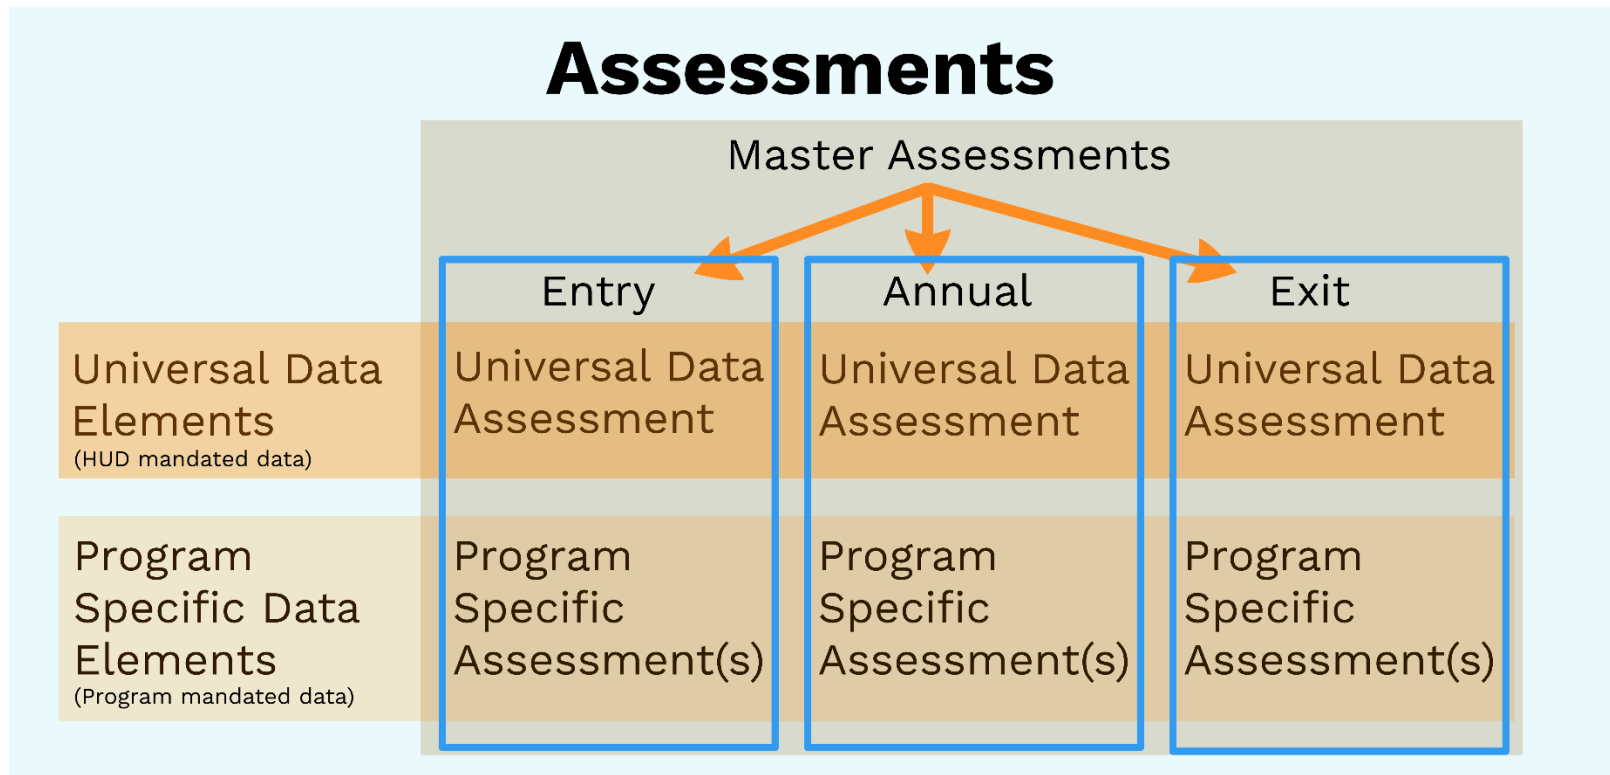 Assessments
Master Assessments
Entry
Annual
Exit
Universal Data
Elements
(HUD mandated data)
Universal Data
Assessment
Universal Data
Assessment
Universal Data
Assessment
Program
Specific Data
Elements
(Program mandated data)
Program
Specific
Assessment(s)
Program
Specific
Assessment(s)
Program
Specific
Assessment(s)